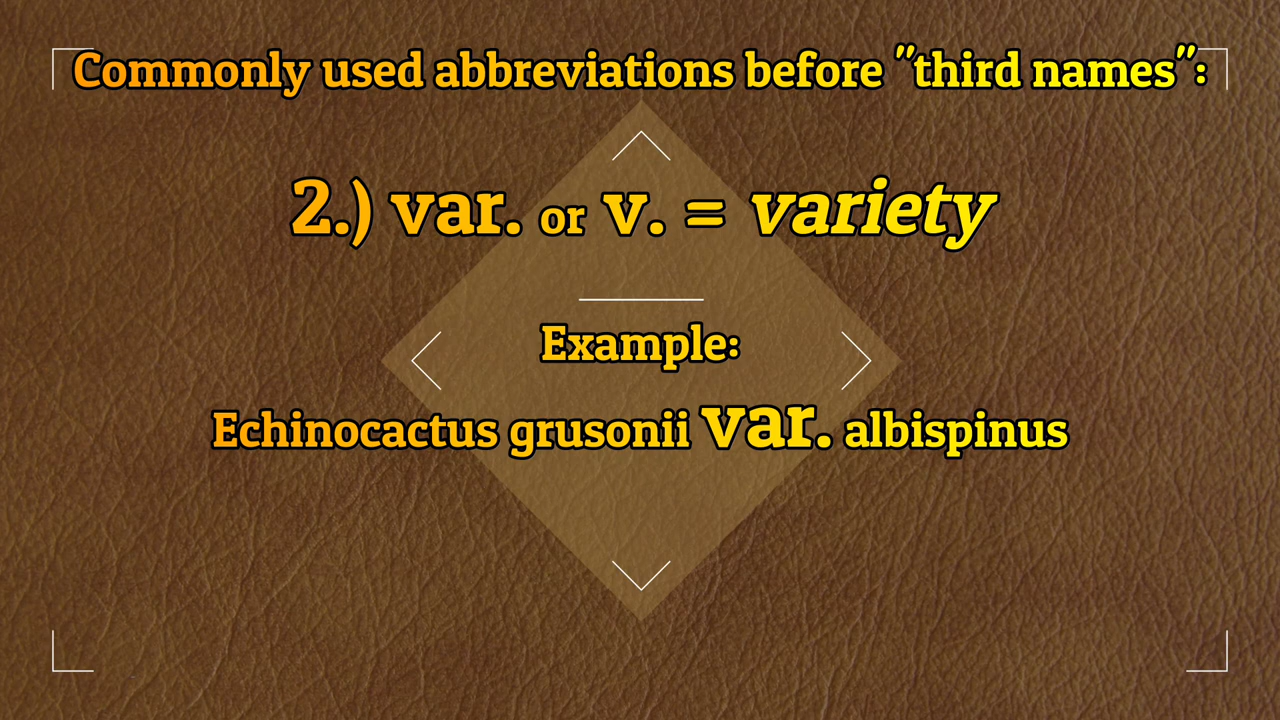 Commonly used abbreviations before "third names":
2.) var. or v. = variety
Example:
Echinocactus grusonii var. albispinus